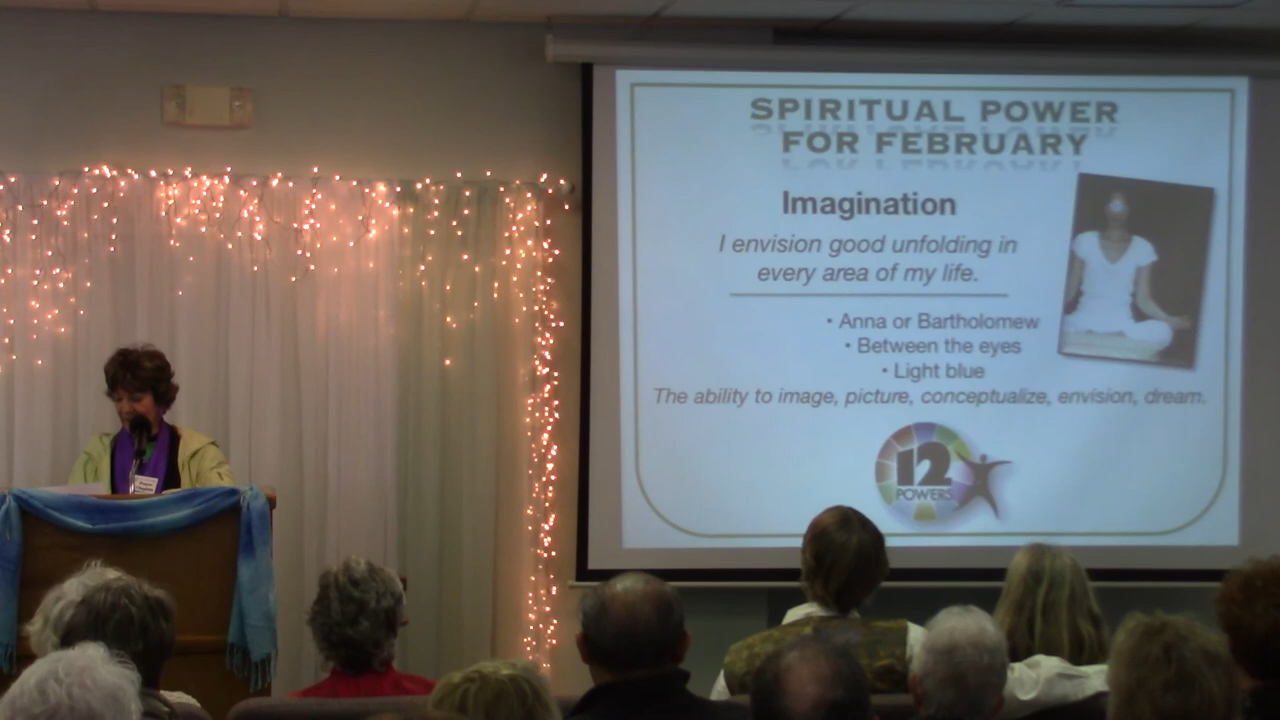 SPIRITUAL POWER
FOR FEBRUARY
Imagination
I envision good unfolding in
every area of my life.
• Anna or Bartholomew
• Between the eyes
• Light blue
The ability to image, picture, conceptualize, envision, dream.
12
POWERS